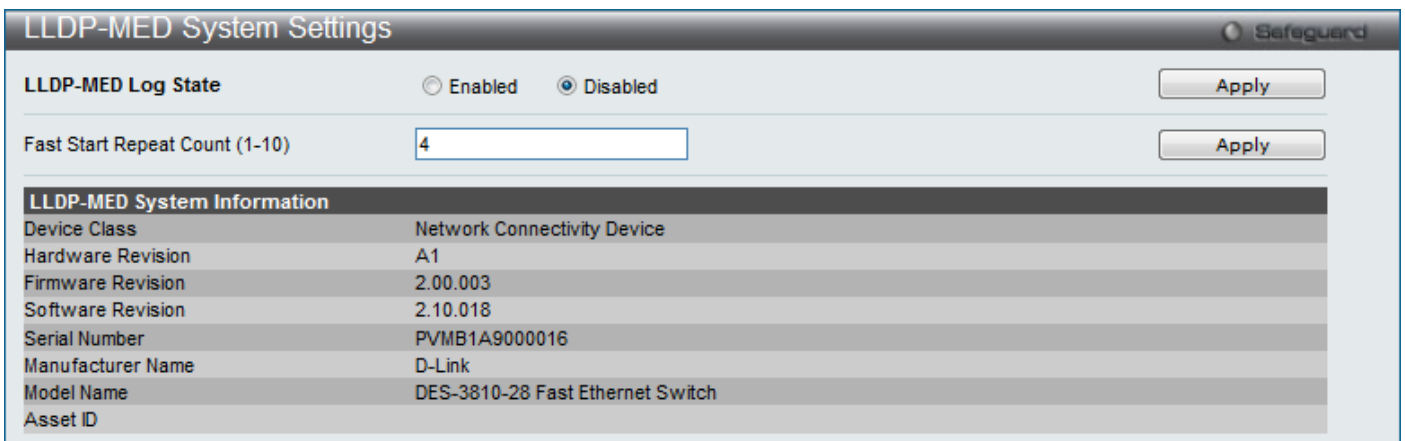 LLDP-MED System Settings
Safeguard
LLDP-MED Log State Enabled Disabled Apply
Fast Start Repeat Count (1-10) 4 Apply
LLDP-MED System Information
Device Class Network Connectivity Device
Hardware Revision A1
Firmware Revision 2.00.003
Software Revision 2.10.018
Serial Number PVMB1A9000016
Manufacturer Name D-Link
Model Name DES-3810-28 Fast Ethernet Switch
Asset ID